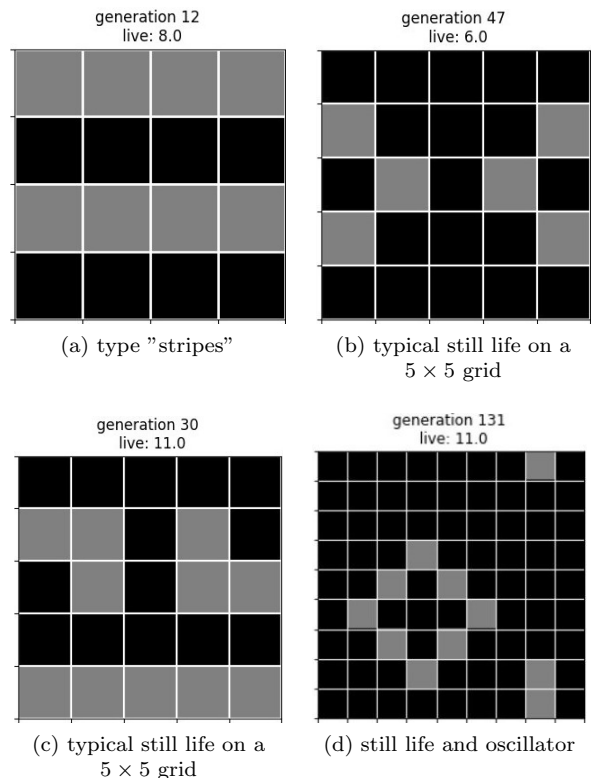 generation 12
live: 8.0
(a) type "stripes"
generation 47
live: 6.0
(b) typical still life on a
5 × 5 grid
generation 30
live: 11.0
(c) typical still life on a
5 × 5 grid
generation 131
live: 11.0
(d) still life and oscillator